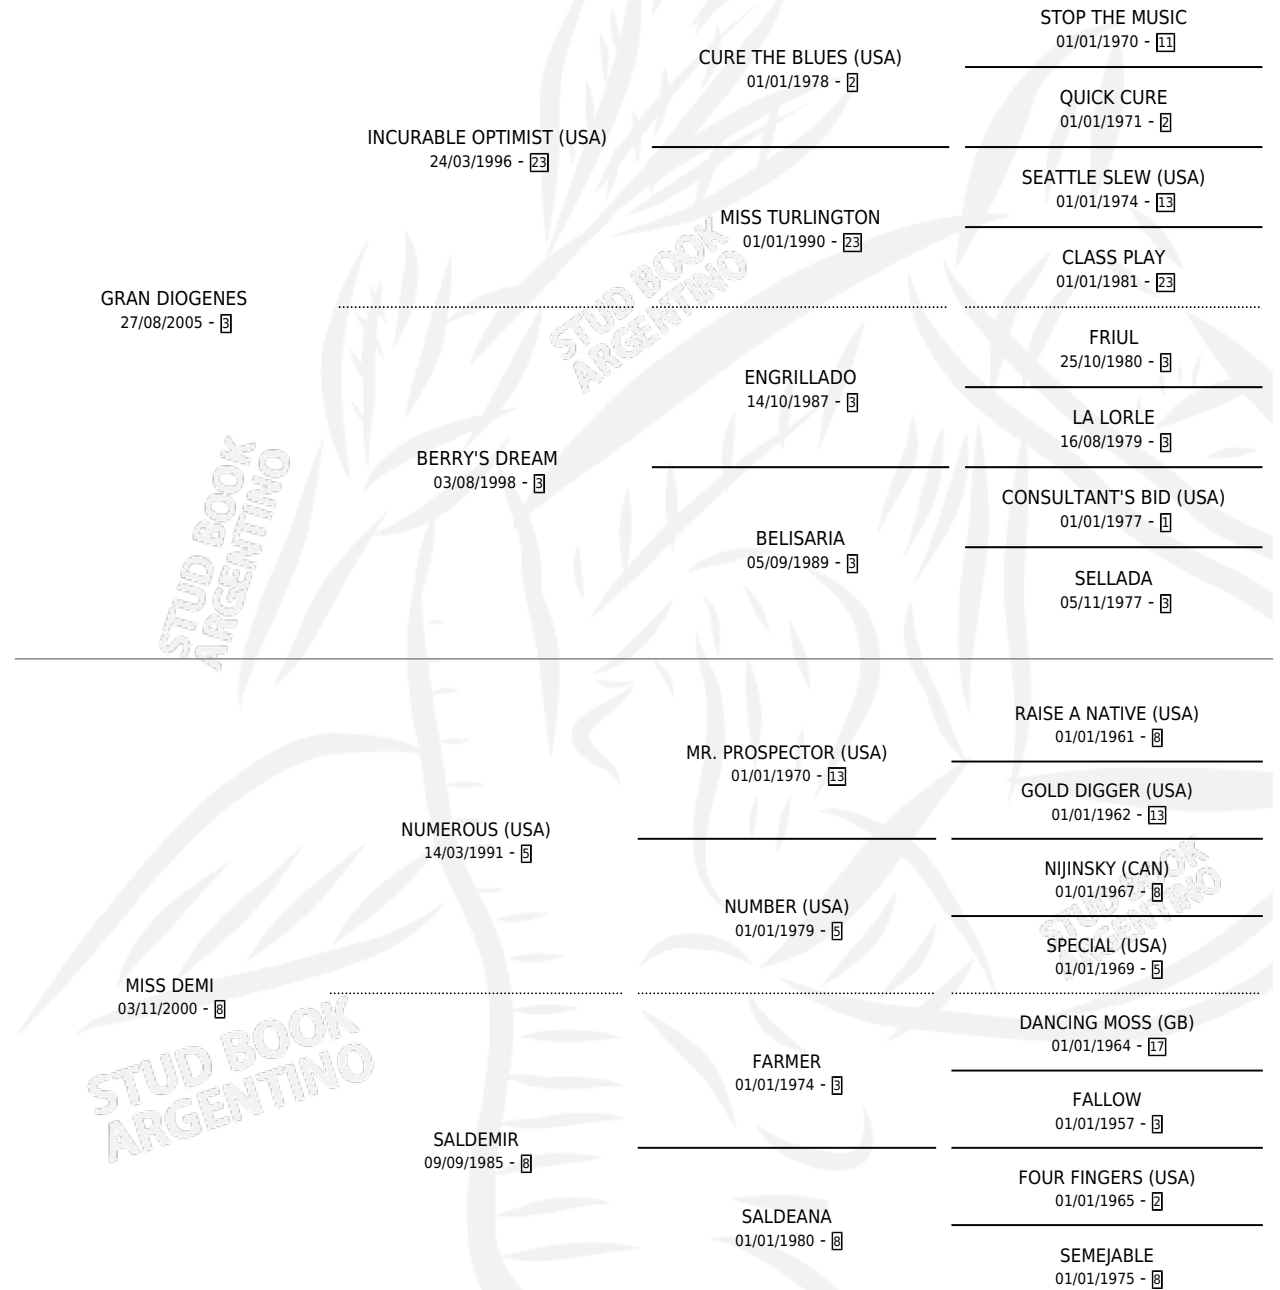 STOP THE MUSIC
01/01/1970 - 11
CURE THE BLUES (USA)
01/01/1978 - 2
QUICK CURE
01/01/1971 - 2
INCURABLE OPTIMIST (USA)
24/03/1996 - 23
SEATTLE SLEW (USA)
01/01/1974 - 13
MISS TURLINGTON
01/01/1990 - 23
CLASS PLAY
01/01/1981 - 23
GRAN DIOGENES
27/08/2005 - 3
STUD BOOK
ARGENTINO
FRIUL
25/10/1980 - 3
ENGRILLADO
14/10/1987 - 3
LA LORLE
16/08/1979 - 3
BERRY'S DREAM
03/08/1998 - 3
CONSULTANT'S BID (USA)
01/01/1977 - 1
BELISARIA
05/09/1989 - 3
SELLADA
05/11/1977 - 3
STUD BOOK
ARGENTINO
RAISE A NATIVE (USA)
01/01/1961 - 8
MR. PROSPECTOR (USA)
01/01/1970 - 13
GOLD DIGGER (USA)
01/01/1962 - 13
NUMEROUS (USA)
14/03/1991 - 5
NIJINSKY (CAN)
01/01/1967 - 8
NUMBER (USA)
01/01/1979 - 5
SPECIAL (USA)
01/01/1969 - 5
STUD BOOK
ARGENTINO
MISS DEMI
03/11/2000 - 8
DANCING MOSS (GB)
01/01/1964 - 17
FARMER
01/01/1974 - 3
FALLOW
01/01/1957 - 3
STUD BOOK
ARGENTINO
SALDEMIR
09/09/1985 - 8
FOUR FINGERS (USA)
01/01/1965 - 2
SALDEANA
01/01/1980 - 8
SEMEJABLE
01/01/1975 - 8